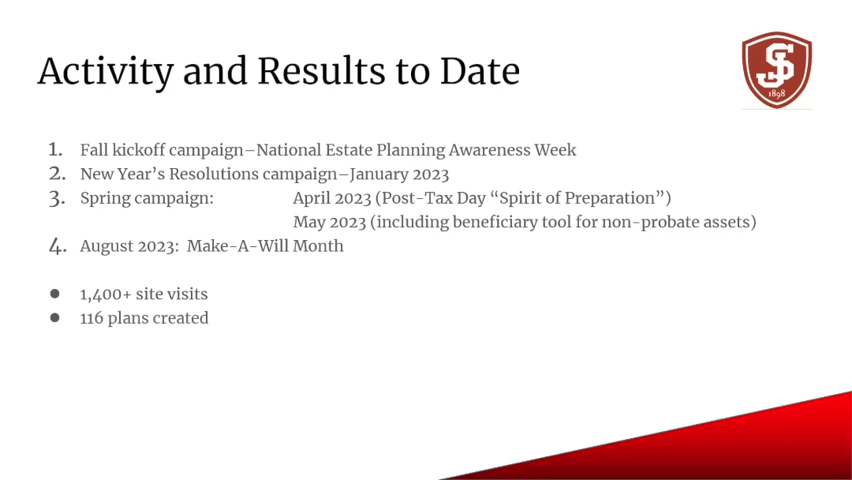 Activity and Results to Date
SJ
1898
1. Fall kickoff campaign–National Estate Planning Awareness Week
2. New Year’s Resolutions campaign–January 2023
3. Spring campaign: April 2023 (Post-Tax Day “Spirit of Preparation”)
May 2023 (including beneficiary tool for non-probate assets)
4. August 2023: Make-A-Will Month
● 1,400+ site visits
● 116 plans created